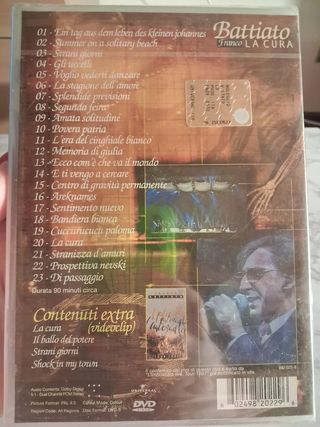 Battiato
Franco LA CURA
01 - Ein tag aus dem leben des kleinen johannes
02 - Summer on a solitary beach
03 - Strani giorni
04 - Gli uccelli
05 - Voglio vederti danzare
06 - La stagione dell'amore
07 - Splendide previsioni
08 - Segunda feira
09 - Amata solitudine
10 - Povera patria
11 - L'era del cinghiale bianco
12 - Memoria di giulia
13 - Ecco com'è che va il mondo
14 - E ti vengo a cercare
15 - Centro di gravità permanente
16 - Areknames
17 - Sentimento nuevo
18 - Bandiera bianca
19 - Cuccurucucù paloma
20 - La cura
21 - Stranizza d'amuri
22 - Prospettiva nevski
23 - Di passaggio
Durata 90 minuti circa
Contenuti extra
(videoclip)
La cura
Il ballo del potere
Strani giorni
Shock in my town
UNIVERSAL
DVD